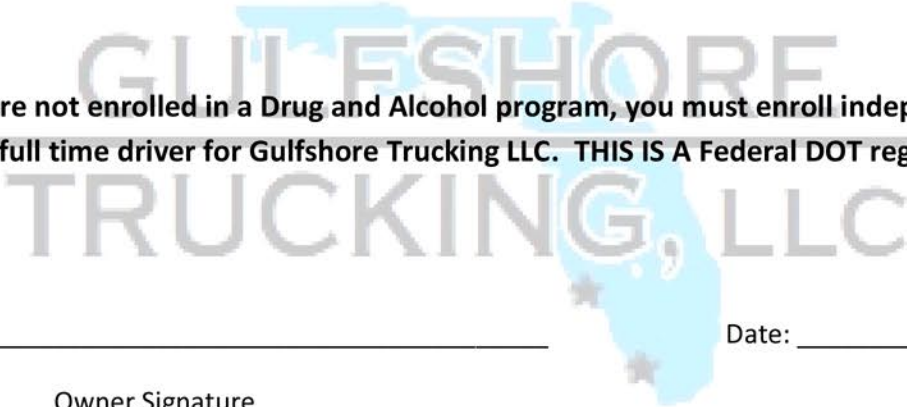 GULFSHORE
re not enrolled in a Drug and Alcohol program, you must enroll indep
full time driver for Gulfshore Trucking LLC. THIS IS A Federal DOT reg
TRUCKING, LLC
Date:
Owner Signature